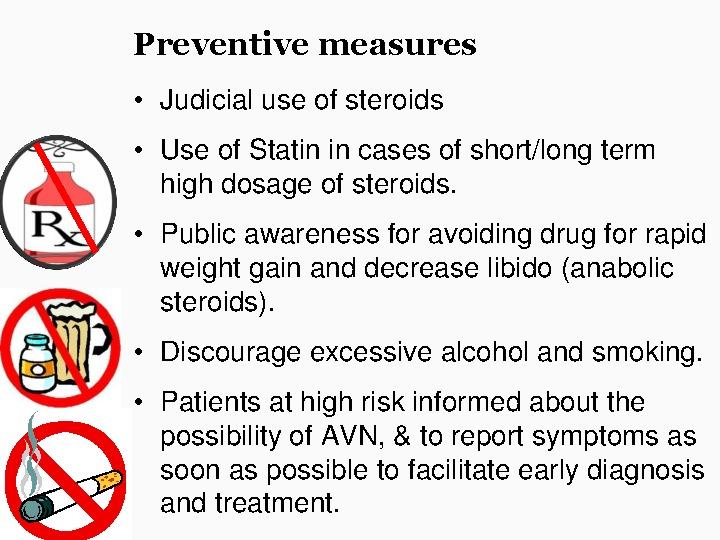 Preventive measures
• Judicial use of steroids
• Use of Statin in cases of short/long term
high dosage of steroids.
• Public awareness for avoiding drug for rapid
weight gain and decrease libido (anabolic
steroids).
• Discourage excessive alcohol and smoking.
• Patients at high risk informed about the
possibility of AVN, & to report symptoms as
soon as possible to facilitate early diagnosis
and treatment.
Rx